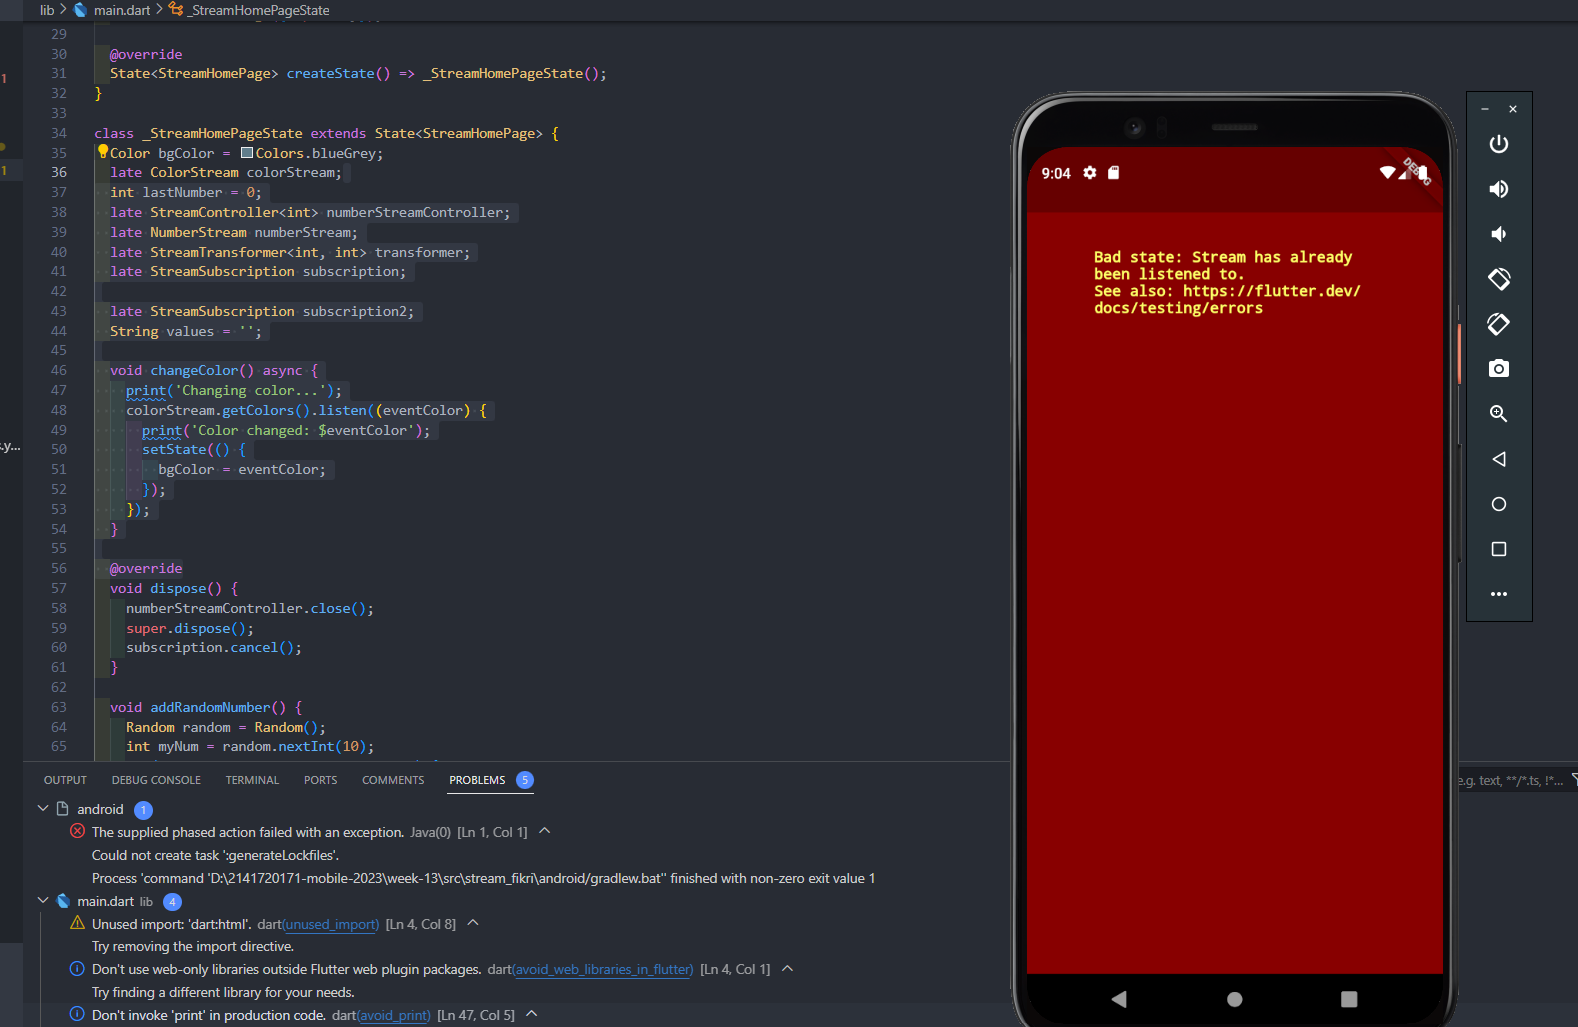 lib > main.dart > _StreamHomePageState
29
30 @override
31 State<StreamHomePage> createState() => _StreamHomePageState();
32 }
33
34 class _StreamHomePageState extends State<StreamHomePage> {
35 Color bgColor = Colors.blueGrey;
36 late ColorStream colorStream;
37 int lastNumber = 0;
38 late StreamController<int> numberStreamController;
39 late NumberStream numberStream;
40 late StreamTransformer<int, int> transformer;
41 late StreamSubscription subscription;
42
43 late StreamSubscription subscription2;
44 String values = '';
45
46 void changeColor() async {
47 print('Changing color...');
48 colorStream.getColors().listen((eventColor) {
49 print('Color changed: $eventColor');
50 setState(() {
51 bgColor = eventColor;
52 });
53 });
54 }
55
56 @override
57 void dispose() {
58 numberStreamController.close();
59 super.dispose();
60 subscription.cancel();
61 }
62
63 void addRandomNumber() {
64 Random random = Random();
65 int myNum = random.nextInt(10);
1
1
s.y...
9:04
DEBUG
Bad state: Stream has already
been listened to.
See also: https://flutter.dev/
docs/testing/errors
OUTPUT DEBUG CONSOLE TERMINAL PORTS COMMENTS PROBLEMS 5
e.g. text, **/*.ts, !*...
android 1
The supplied phased action failed with an exception. Java(0) [Ln 1, Col 1]
Could not create task ':generateLockfiles'.
Process 'command 'D:\2141720171-mobile-2023\week-13\src\stream_fikri\android/gradlew.bat'' finished with non-zero exit value 1
main.dart lib 4
Unused import: 'dart:html'. dart(unused_import) [Ln 4, Col 8]
Try removing the import directive.
Don't use web-only libraries outside Flutter web plugin packages. dart(avoid_web_libraries_in_flutter) [Ln 4, Col 1]
Try finding a different library for your needs.
Don't invoke 'print' in production code. dart(avoid_print) [Ln 47, Col 5]